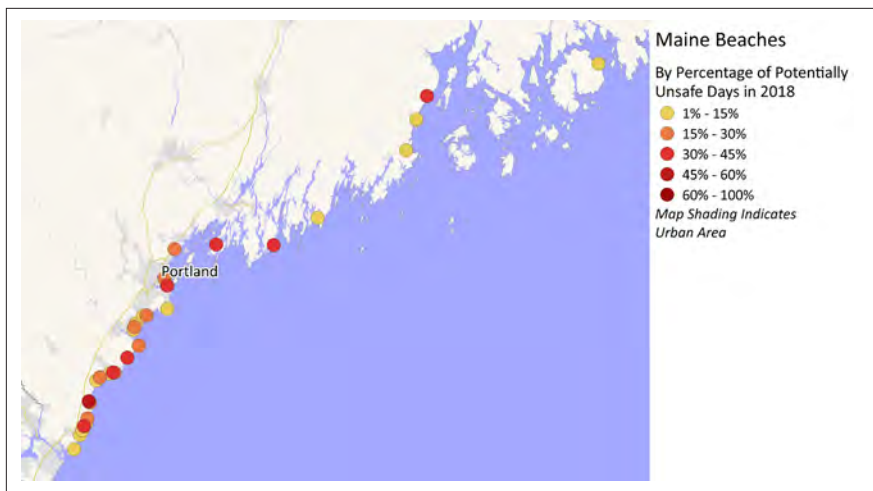 Maine Beaches
By Percentage of Potentially
Unsafe Days in 2018
1% - 15%
15% - 30%
30% - 45%
45% - 60%
60% - 100%
Map Shading Indicates
Urban Area
Portland